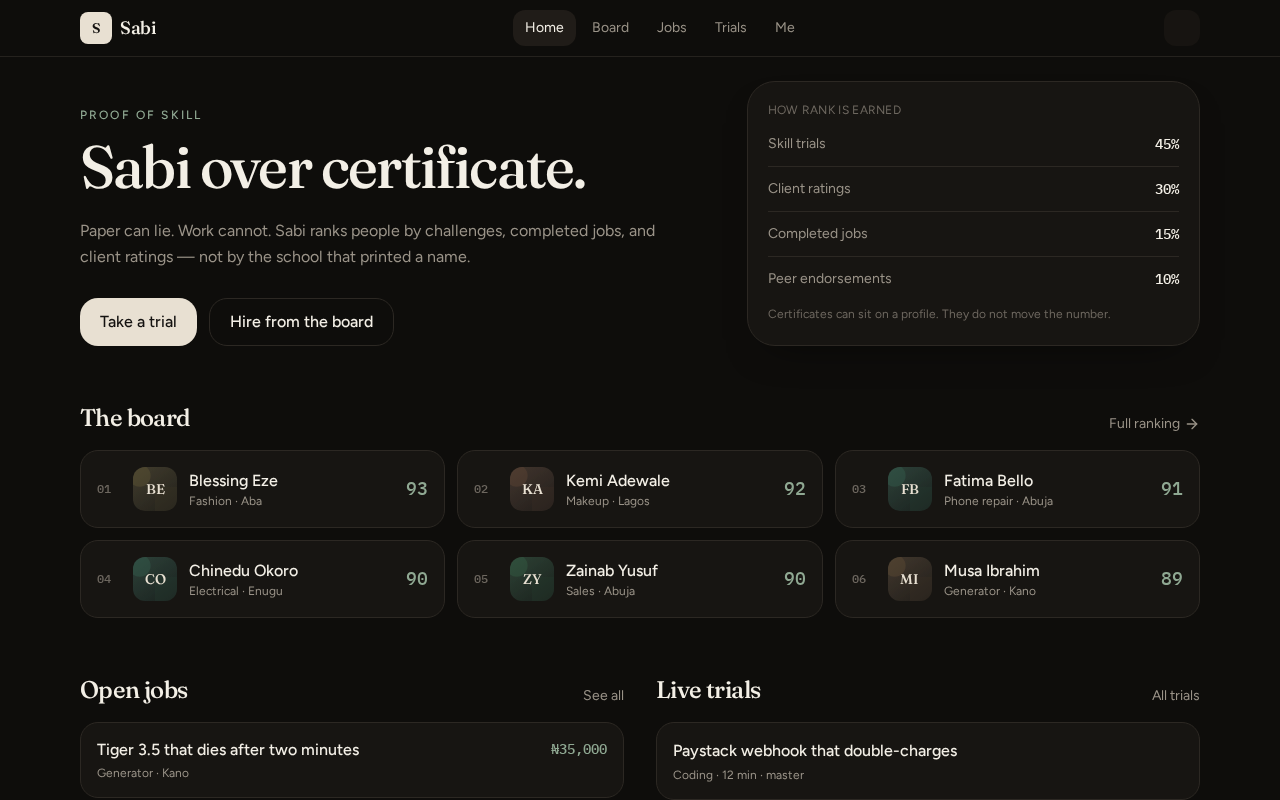 S Sabi
Home Board Jobs Trials Me
PROOF OF SKILL
Sabi over certificate.
Paper can lie. Work cannot. Sabi ranks people by challenges, completed jobs, and
client ratings — not by the school that printed a name.
Take a trial Hire from the board
HOW RANK IS EARNED
Skill trials 45%
Client ratings 30%
Completed jobs 15%
Peer endorsements 10%
Certificates can sit on a profile. They do not move the number.
The board Full ranking →
01 BE Blessing Eze 93
Fashion · Aba
02 KA Kemi Adewale 92
Makeup · Lagos
03 FB Fatima Bello 91
Phone repair · Abuja
04 CO Chinedu Okoro 90
Electrical · Enugu
05 ZY Zainab Yusuf 90
Sales · Abuja
06 MI Musa Ibrahim 89
Generator · Kano
Open jobs See all
Tiger 3.5 that dies after two minutes ₦35,000
Generator · Kano
Live trials All trials
Paystack webhook that double-charges
Coding · 12 min · master